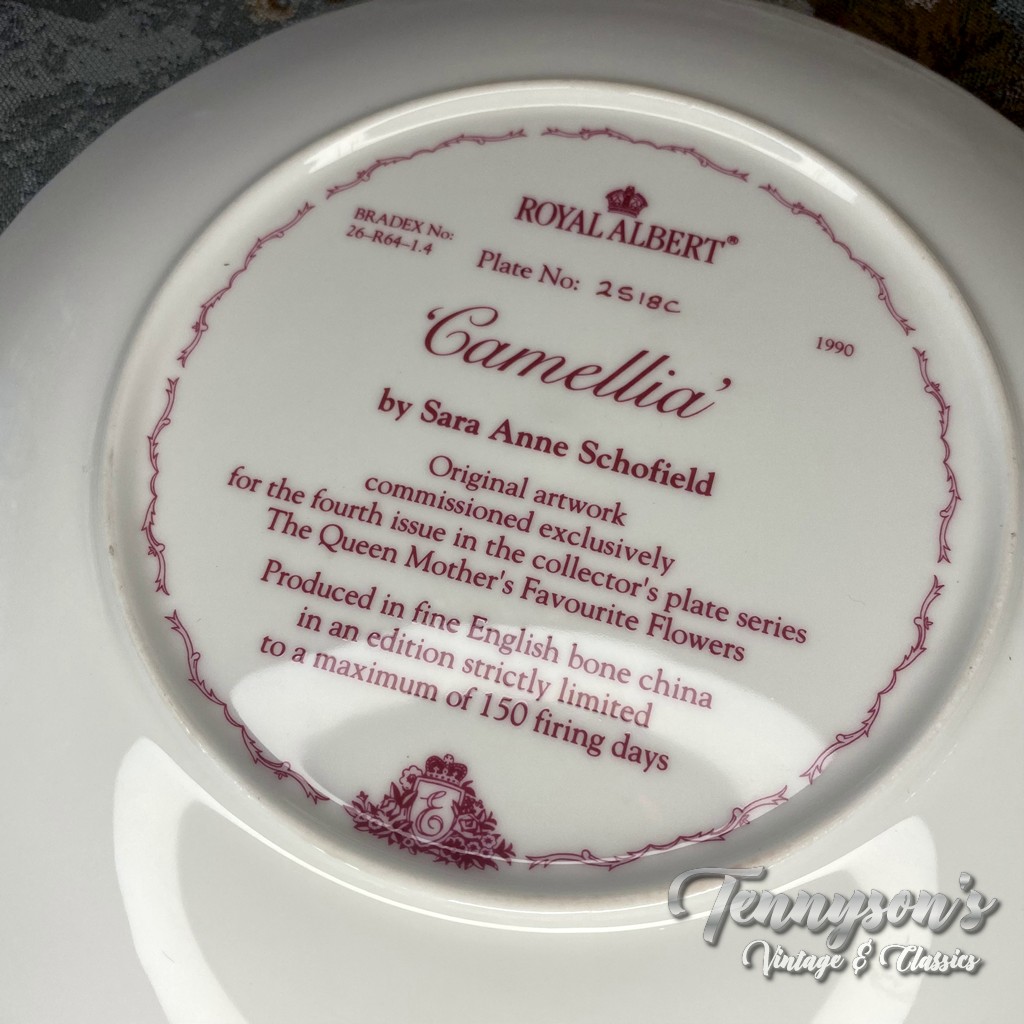 ROYAL ALBERT®
BRADEX No:
26–R64–1.4
Plate No: 2518C
1990
'Camellia'
by Sara Anne Schofield
Original artwork
commissioned exclusively
for the fourth issue in the collector's plate series
The Queen Mother's Favourite Flowers
Produced in fine English bone china
in an edition strictly limited
to a maximum of 150 firing days
E
Tennyson's
Vintage & Classics